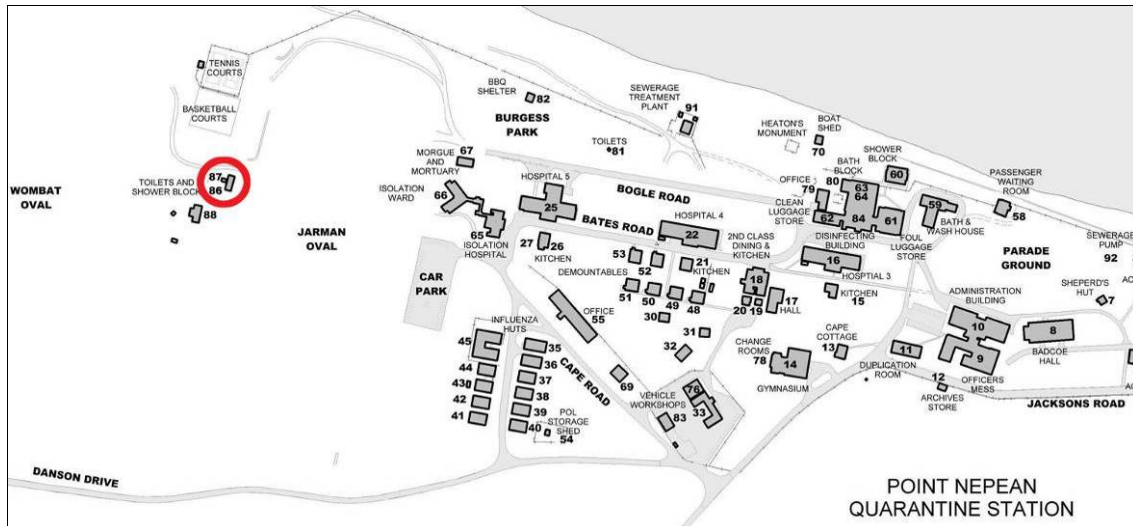 TENNIS
COURTS
BASKETBALL
COURTS
87
86
TOILETS AND
SHOWER BLOCK
88
WOMBAT
OVAL
JARMAN
OVAL
BBQ
SHELTER
82
BURGESS
PARK
SEWERAGE
TREATMENT
PLANT
91
TOILETS
81
67
MORGUE
AND
MORTUARY
ISOLATION
WARD
66
65
ISOLATION
HOSPITAL
HOSPITAL 5
25
BOGLE ROAD
BATES ROAD
HOSPITAL 4
22
HEATON'S
MONUMENT
BOAT
SHED
70
SHOWER
BLOCK
60
BATH
BLOCK
OFFICE
79
80
63
64
CLEAN
LUGGAGE
STORE
62
84
61
59
BATH &
WASH HOUSE
PASSENGER
WAITING
ROOM
58
DISINFECTING
BUILDING
FOUL
LUGGAGE
STORE
PARADE
GROUND
SEWERAGE
PUMP
92
27
26
KITCHEN
53
52
21
KITCHEN
DEMOUNTABLES
51
50
49
48
30
31
32
2ND CLASS
DINING &
KITCHEN
18
20
19
17
HALL
16
HOSPTIAL 3
KITCHEN
15
SHEPERD'S
HUT
7
ADMINISTRATION
BUILDING
10
9
OFFICERS
MESS
8
BADCOE
HALL
CAR
PARK
OFFICE
55
INFLUENZA
HUTS
45
44
43
42
41
35
36
37
38
39
40
CAPE ROAD
POL
STORAGE
SHED
54
69
VEHICLE
WORKSHOPS
76
33
83
CHANGE
ROOMS
78
14
GYMNASIUM
CAPE
COTTAGE
13
11
DUPLICATION
ROOM
12
ARCHIVES
STORE
JACKSONS ROAD
DANSON DRIVE
POINT NEPEAN
QUARANTINE STATION